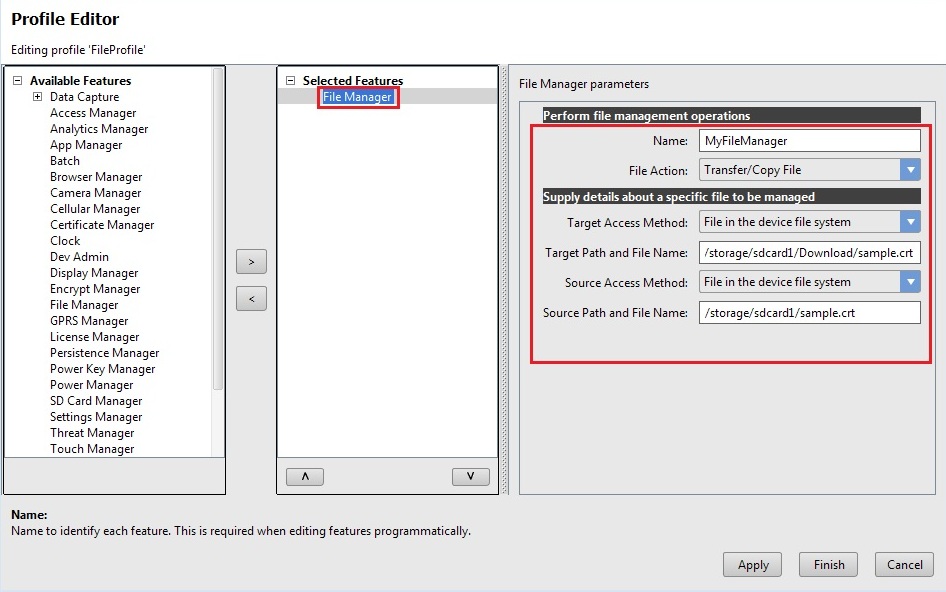 Profile Editor
Editing profile 'FileProfile'
Available Features
Data Capture
Access Manager
Analytics Manager
App Manager
Batch
Browser Manager
Camera Manager
Cellular Manager
Certificate Manager
Clock
Dev Admin
Display Manager
Encrypt Manager
File Manager
GPRS Manager
License Manager
Persistence Manager
Power Key Manager
Power Manager
SD Card Manager
Settings Manager
Threat Manager
Touch Manager
>
<
Selected Features
File Manager
File Manager parameters
Perform file management operations
Name: MyFileManager
File Action: Transfer/Copy File
Supply details about a specific file to be managed
Target Access Method: File in the device file system
Target Path and File Name: /storage/sdcard1/Download/sample.crt
Source Access Method: File in the device file system
Source Path and File Name: /storage/sdcard1/sample.crt
Name:
Name to identify each feature. This is required when editing features programmatically.
Apply Finish Cancel